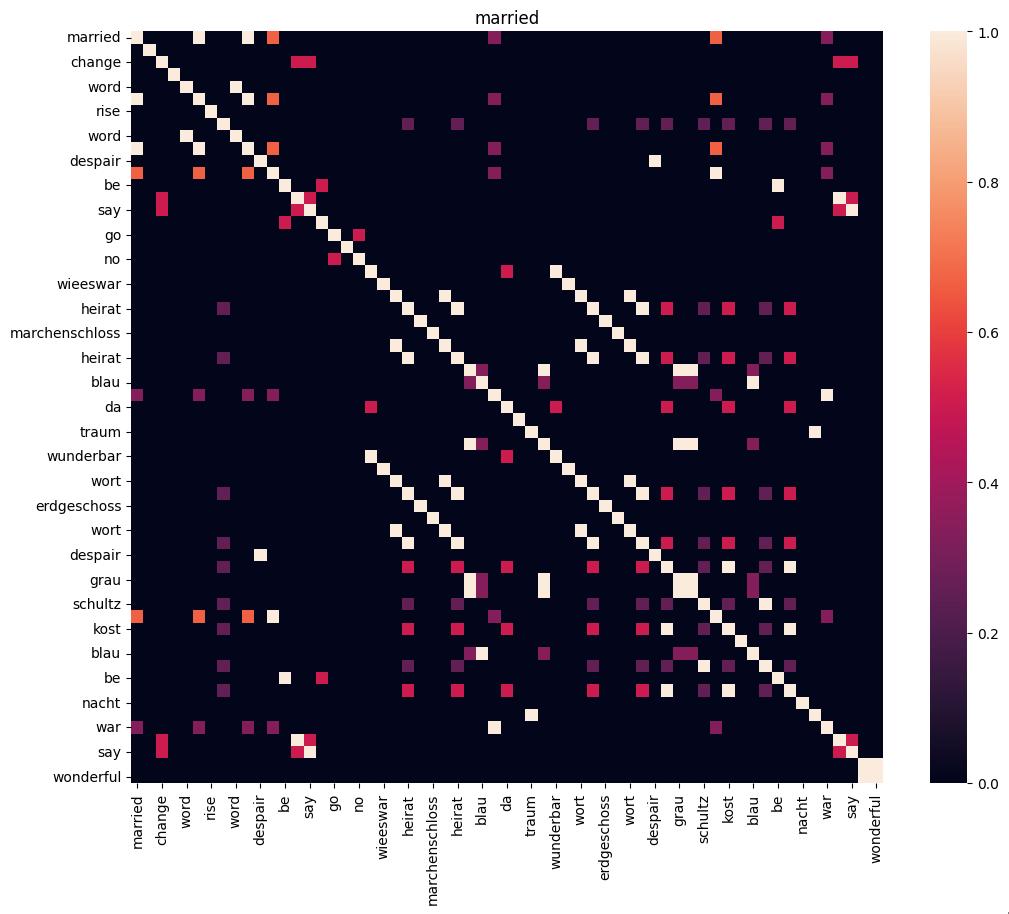 married
married
change
word
rise
word
despair
be
say
go
no
wieeswar
heirat
marchenschloss
heirat
blau
da
traum
wunderbar
wort
erdgeschoss
wort
despair
grau
schultz
kost
blau
be
nacht
war
say
wonderful
married
change
word
rise
word
despair
be
say
go
no
wieeswar
heirat
marchenschloss
heirat
blau
da
traum
wunderbar
wort
erdgeschoss
wort
despair
grau
schultz
kost
blau
be
nacht
war
say
wonderful
1.0
0.8
0.6
0.4
0.2
0.0